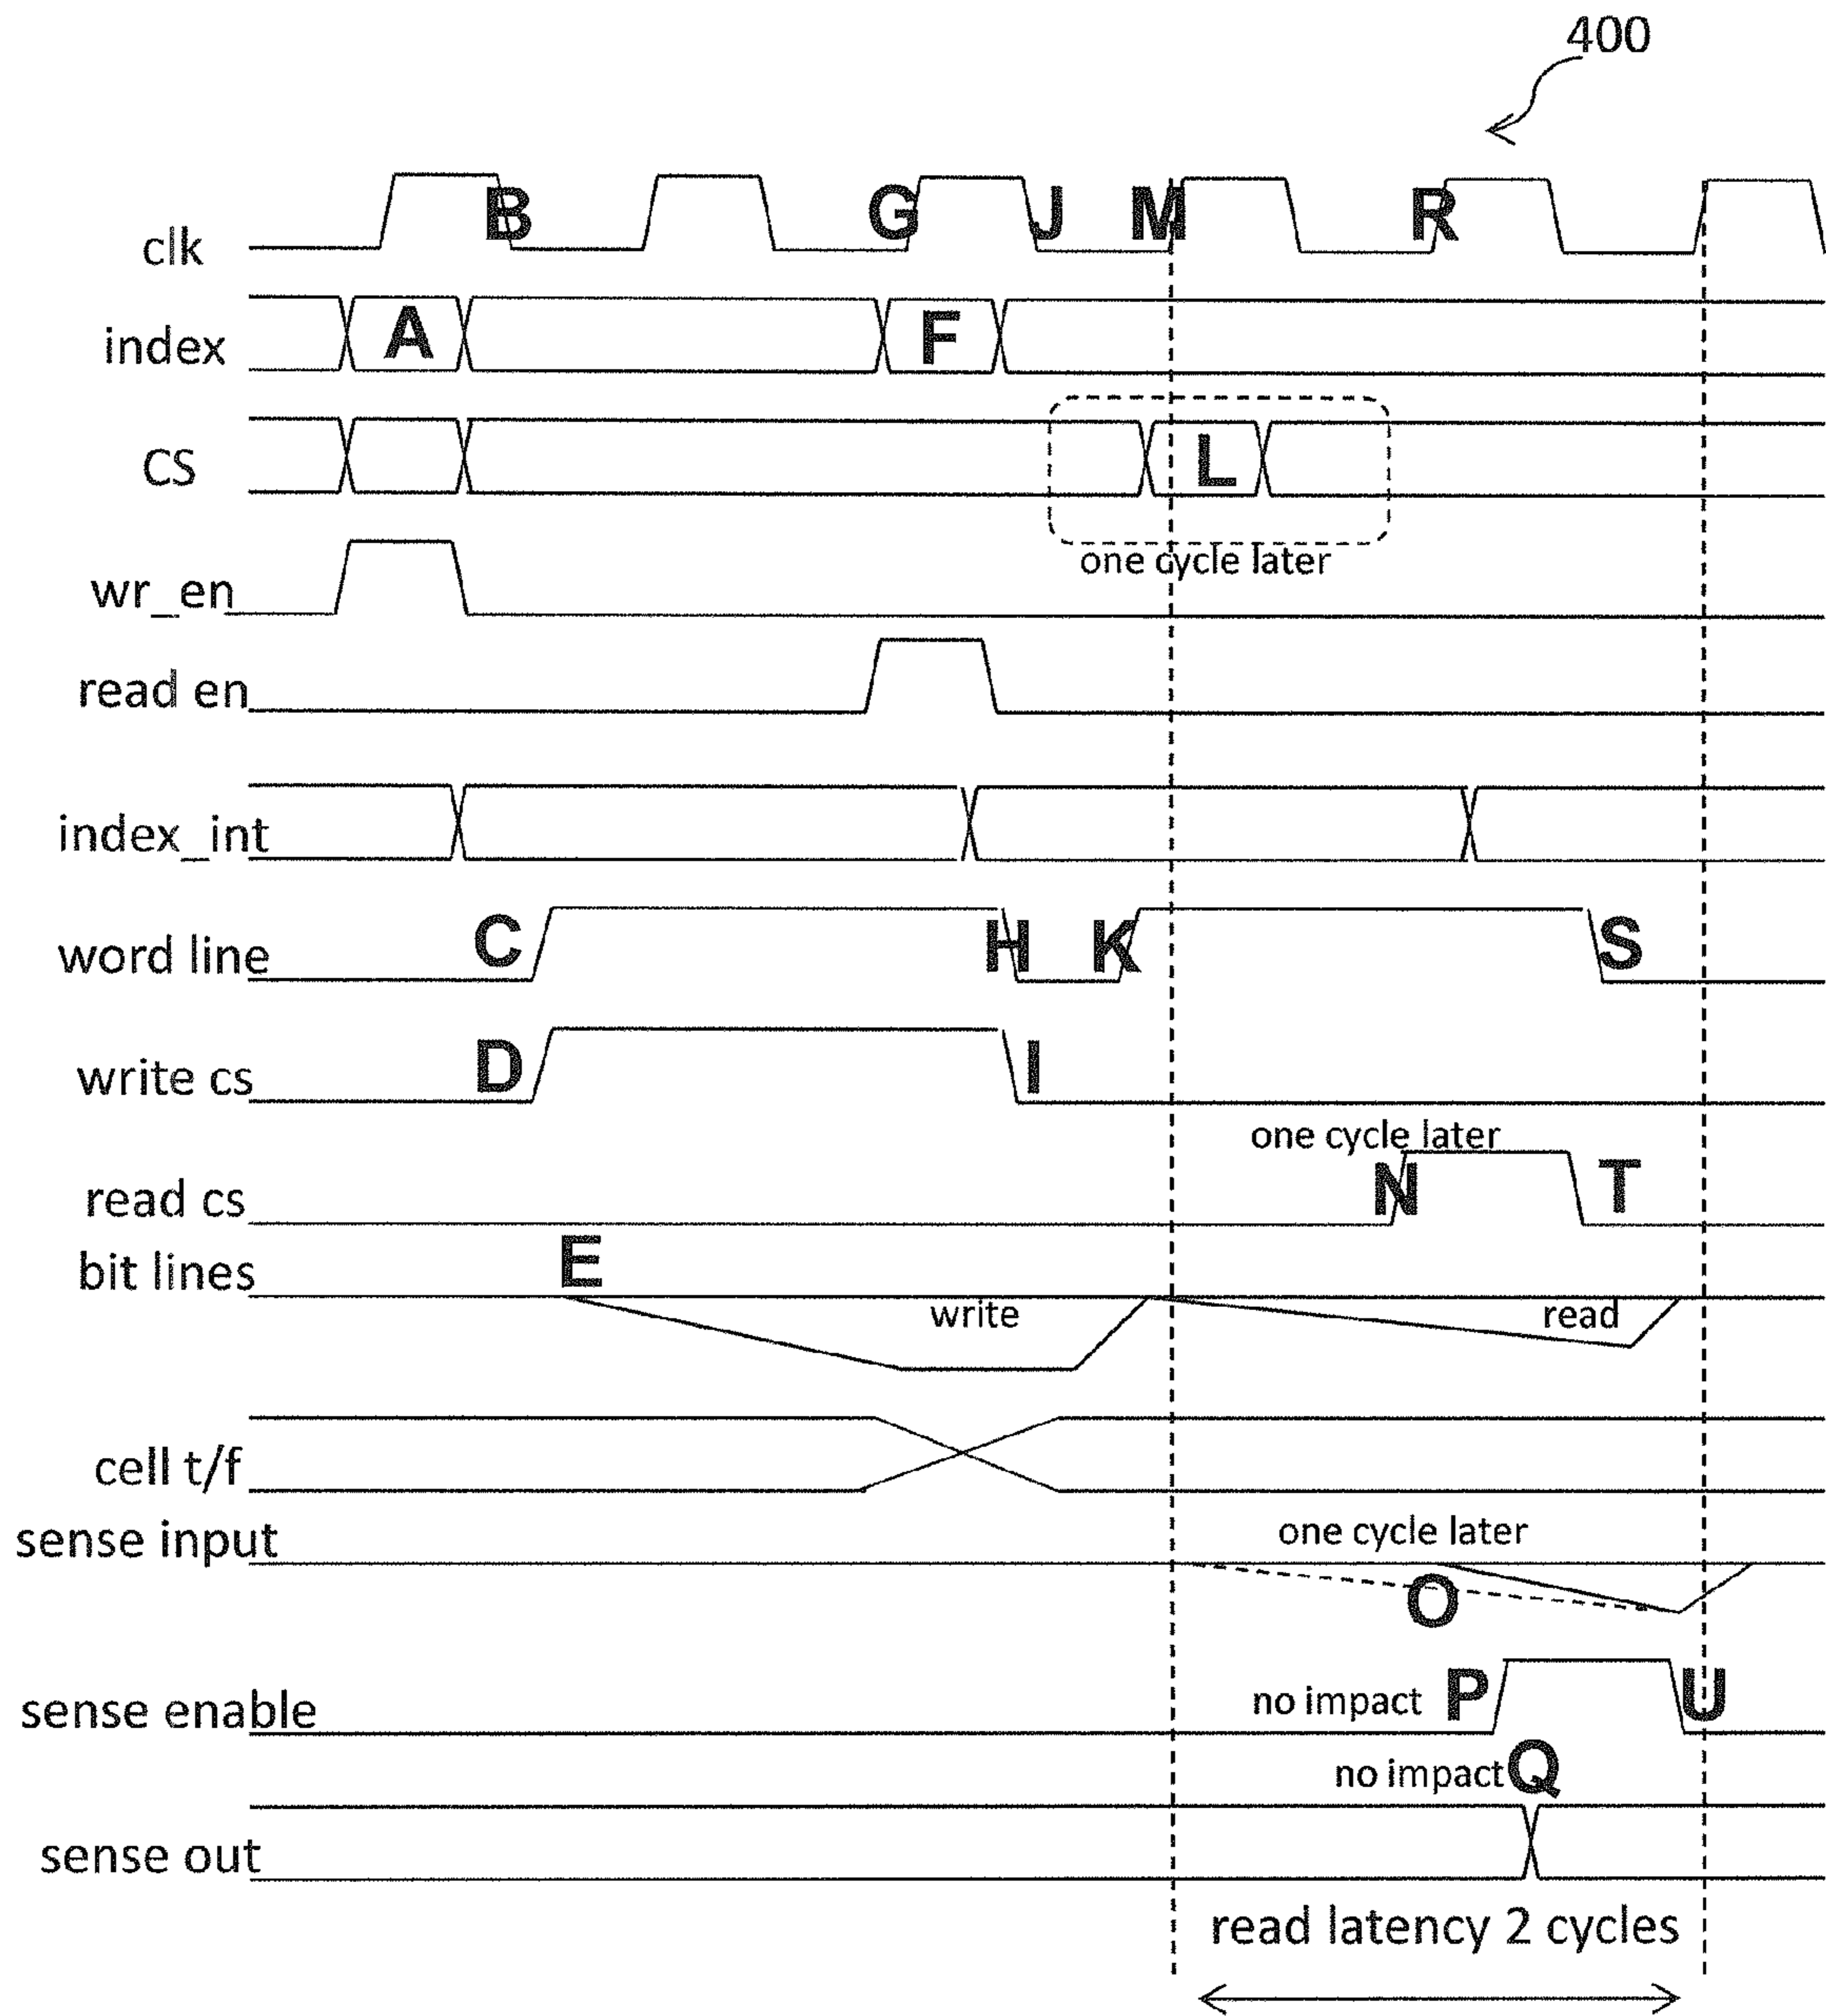 400
clk B G J M R
index A F
CS L
one cycle later
wr_en
read en
index_int
word line C H K S
write cs D I
one cycle later
read cs N T
bit lines E
write read
cell t/f
one cycle later
sense input
O
sense enable no impact P U
no impact Q
sense out
read latency 2 cycles